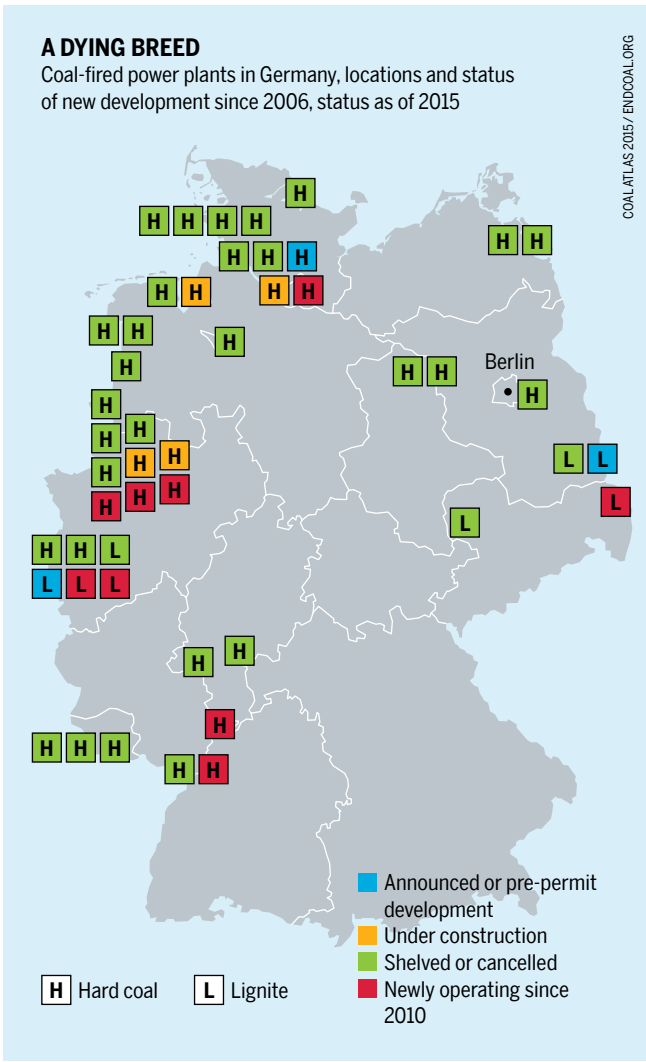 A DYING BREED
Coal-fired power plants in Germany, locations and status
of new development since 2006, status as of 2015
COAL ATLAS 2015 / ENDCOAL.ORG
H
H H H H
H H
H H H
H H
H H
H H
H
H
H H
Berlin
H
H
H
H
H
H
H
H
L L
H
H
H
H
L
L
H H L
L L L
H
H
H
H H H
H H
Announced or pre-permit
development
Under construction
Shelved or cancelled
Newly operating since
2010
H Hard coal
L Lignite